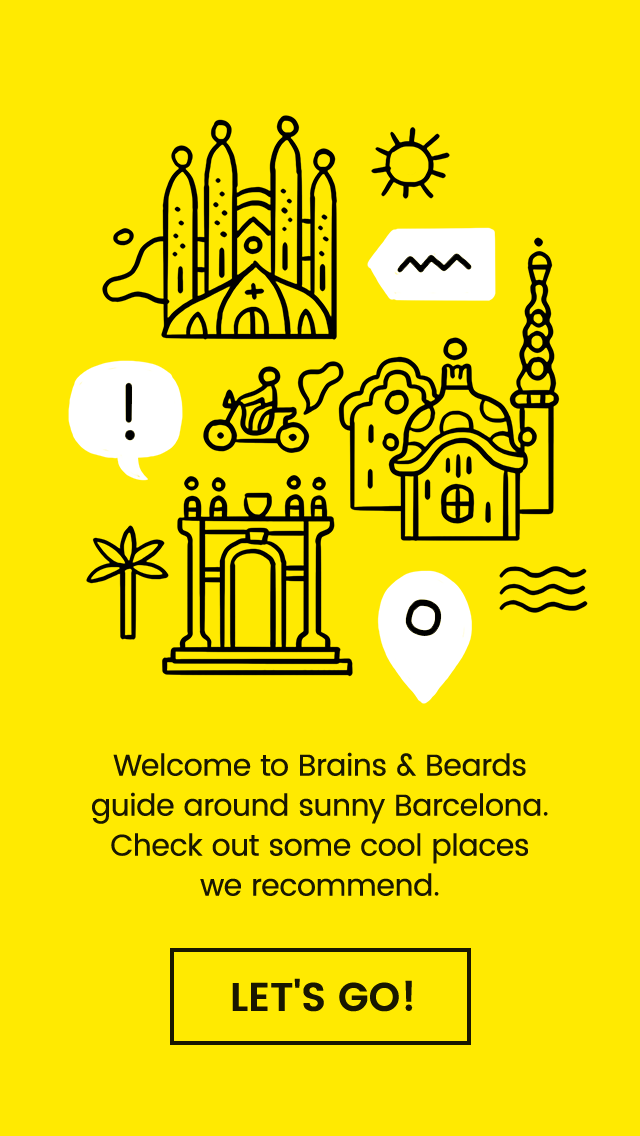 !
Welcome to Brains & Beards
guide around sunny Barcelona.
Check out some cool places
we recommend.
LET'S GO!